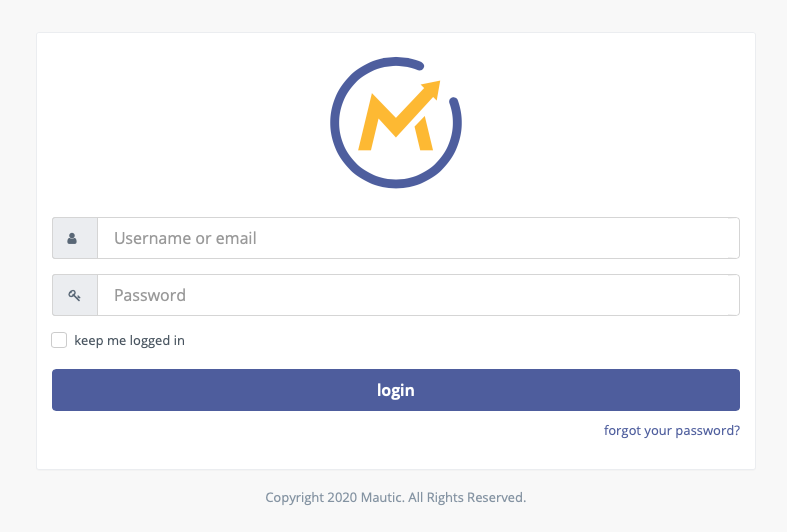 Username or email
Password
keep me logged in
login
forgot your password?
Copyright 2020 Mautic. All Rights Reserved.